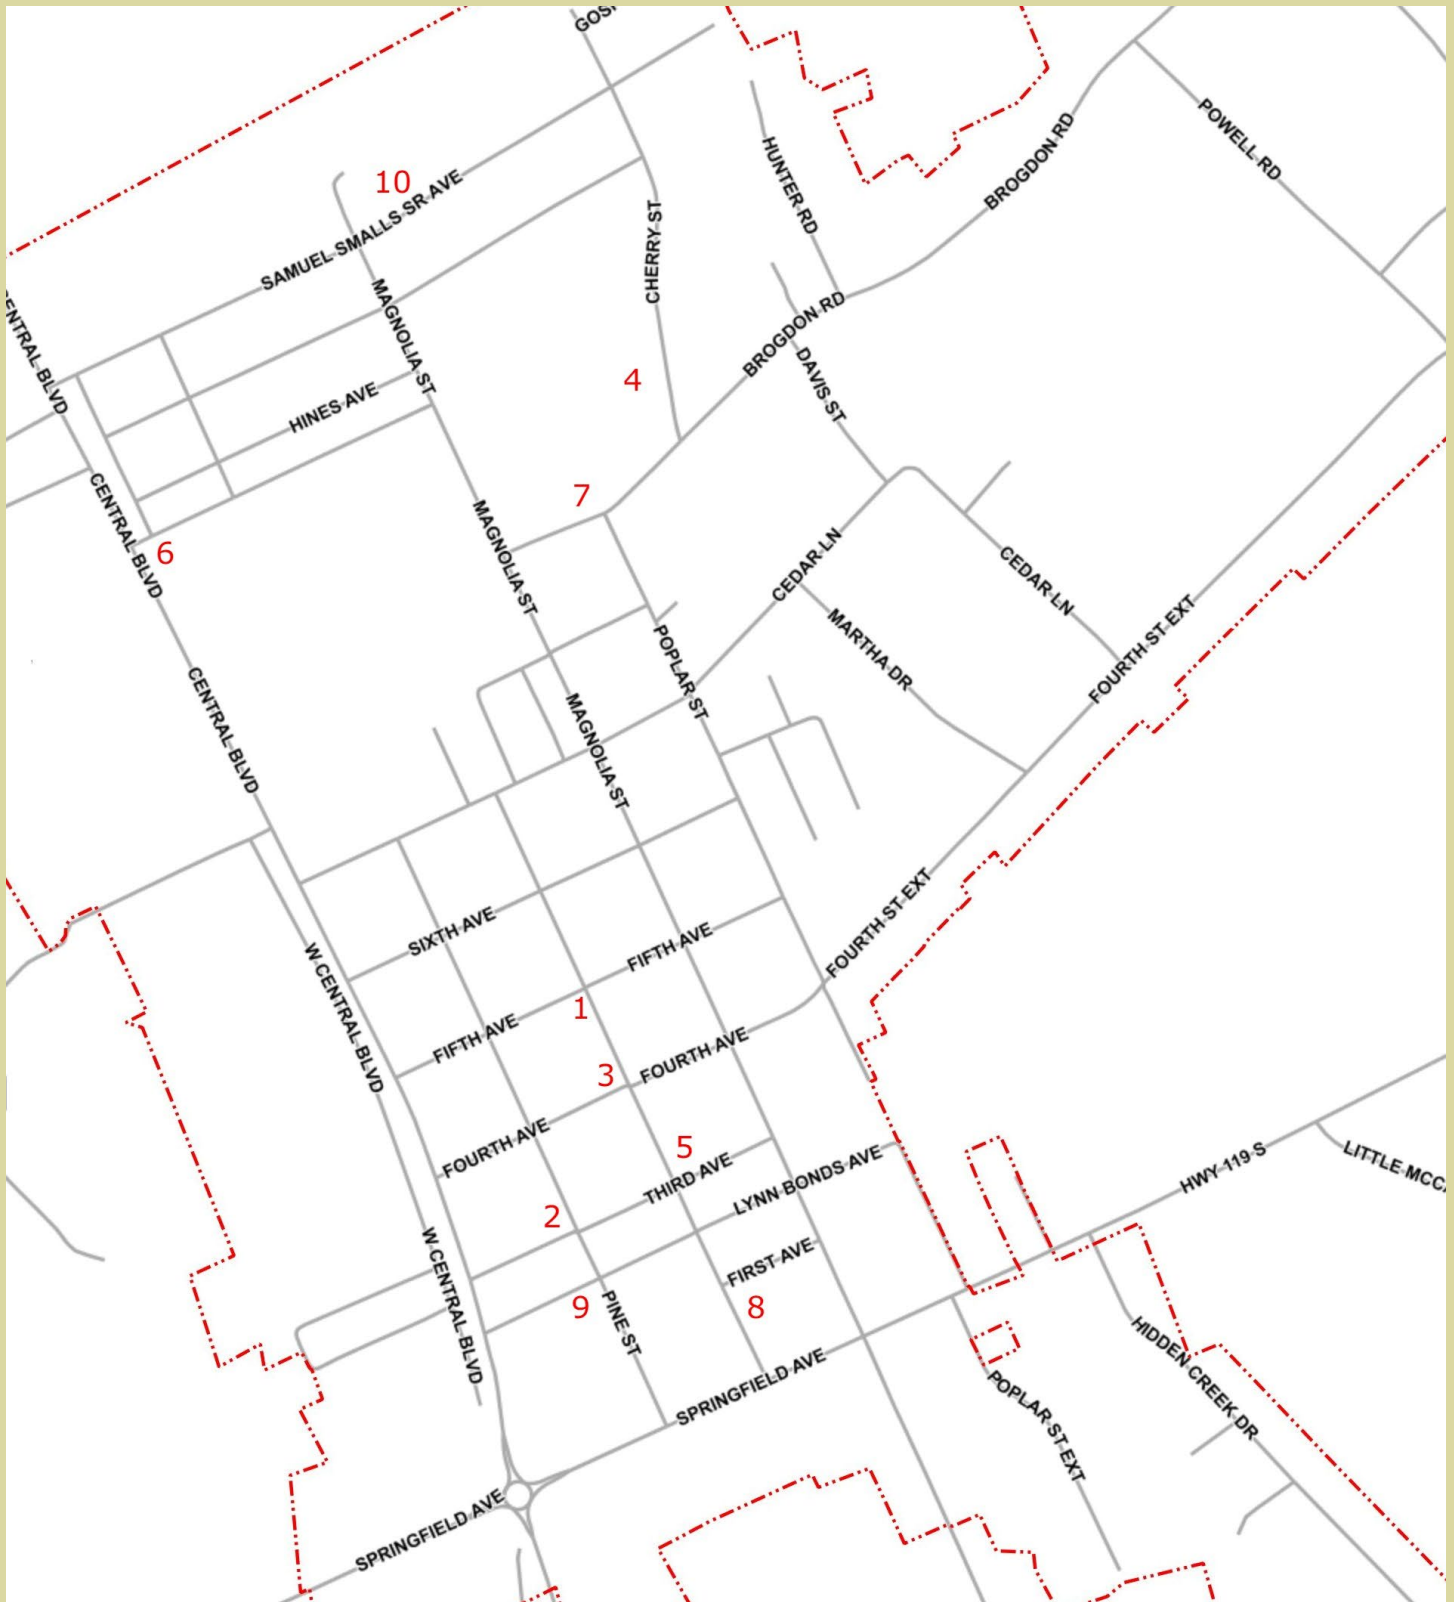 POWELL RD
BROGDON RD
HUNTER RD
10
SAMUEL SMALLS SR AVE
CHERRY ST
MAGNOLIA ST
BROGDON RD
DAVIS ST
4
HINES AVE
CENTRAL BLVD
7
6
MAGNOLIA ST
CEDAR LN
CEDAR LN
FOURTH ST EXT
MARTHA DR
POPLAR ST
CENTRAL BLVD
MAGNOLIA ST
SIXTH AVE
FIFTH AVE
FOURTH ST EXT
W CENTRAL BLVD
1
FIFTH AVE
3
FOURTH AVE
FOURTH AVE
5
THIRD AVE
LYNN BONDS AVE
HWY 119 S
2
FIRST AVE
8
9
PINE ST
W CENTRAL BLVD
HIDDEN CREEK DR
SPRINGFIELD AVE
POPLAR ST EXT
SPRINGFIELD AVE
LITTLE